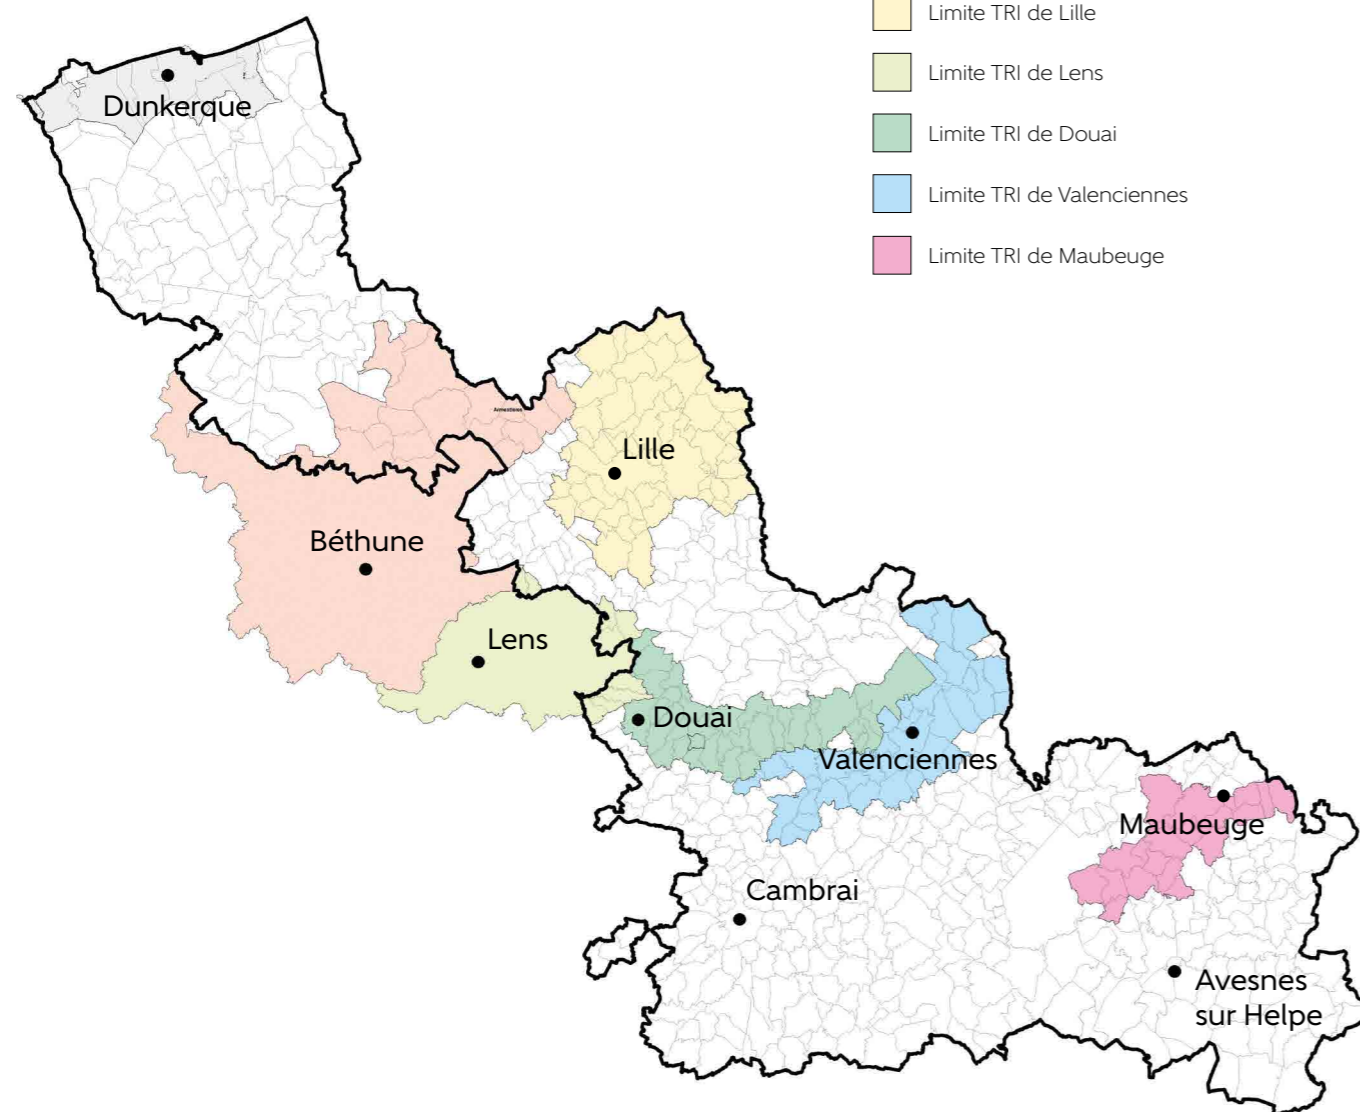 Limite TRI de Lille
Limite TRI de Lens
Limite TRI de Douai
Limite TRI de Valenciennes
Limite TRI de Maubeuge
Dunkerque
Armentières
Lille
Béthune
Lens
Douai
Valenciennes
Maubeuge
Cambrai
Avesnes
sur Helpe